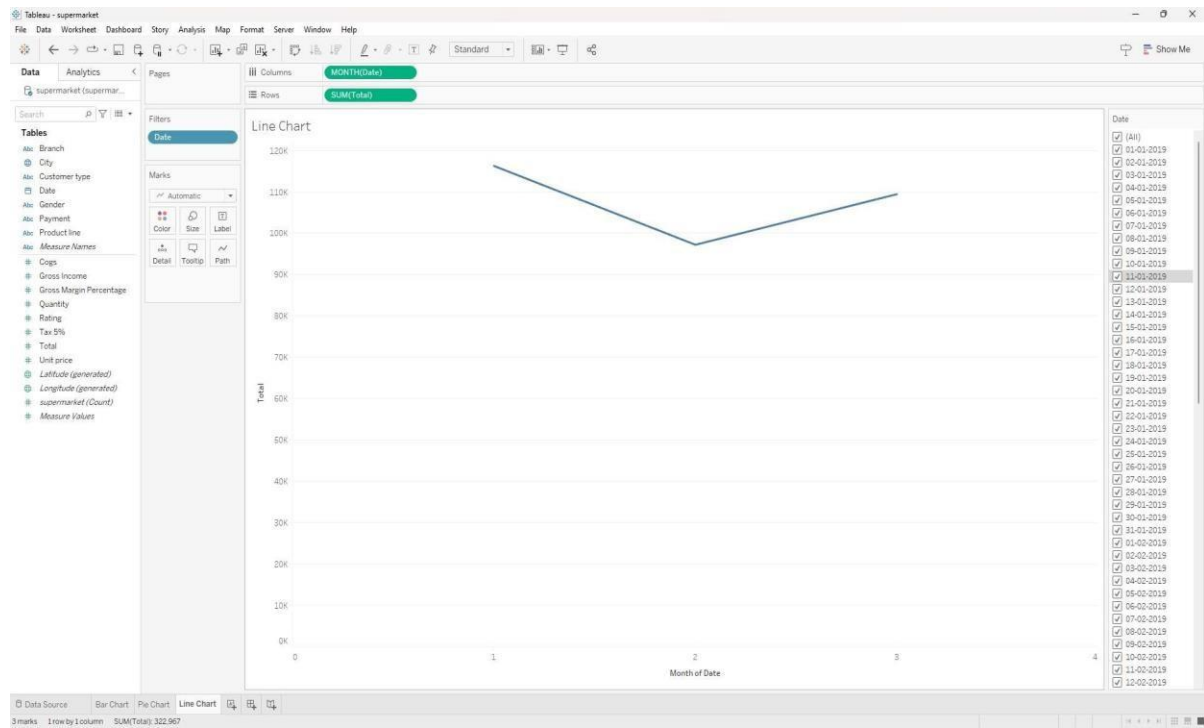 Tableau - supermarket
File Data Worksheet Dashboard Story Analysis Map Format Server Window Help
Standard
Show Me
Data Analytics
supermarket (supermar...
Search
Tables
Abc Branch
City
Abc Customer type
Date
Abc Gender
Abc Payment
Abc Product line
Abc Measure Names
# Cogs
# Gross Income
# Gross Margin Percentage
# Quantity
# Rating
# Tax 5%
# Total
# Unit price
Latitude (generated)
Longitude (generated)
# supermarket (Count)
# Measure Values
Pages
Filters
Date
Marks
Automatic
Color Size Label
Detail Tooltip Path
Columns MONTH(Date)
Rows SUM(Total)
Line Chart
120K
110K
100K
90K
80K
70K
60K
50K
40K
30K
20K
10K
0K
Total
0 1 2 3 4
Month of Date
Date
(All)
01-01-2019
02-01-2019
03-01-2019
04-01-2019
05-01-2019
06-01-2019
07-01-2019
08-01-2019
09-01-2019
10-01-2019
11-01-2019
12-01-2019
13-01-2019
14-01-2019
15-01-2019
16-01-2019
17-01-2019
18-01-2019
19-01-2019
20-01-2019
21-01-2019
22-01-2019
23-01-2019
24-01-2019
25-01-2019
26-01-2019
27-01-2019
28-01-2019
29-01-2019
30-01-2019
31-01-2019
01-02-2019
02-02-2019
03-02-2019
04-02-2019
05-02-2019
06-02-2019
07-02-2019
08-02-2019
09-02-2019
10-02-2019
11-02-2019
12-02-2019
Data Source Bar Chart Pie Chart Line Chart
3 marks 1 row by 1 column SUM(Total): 322,967